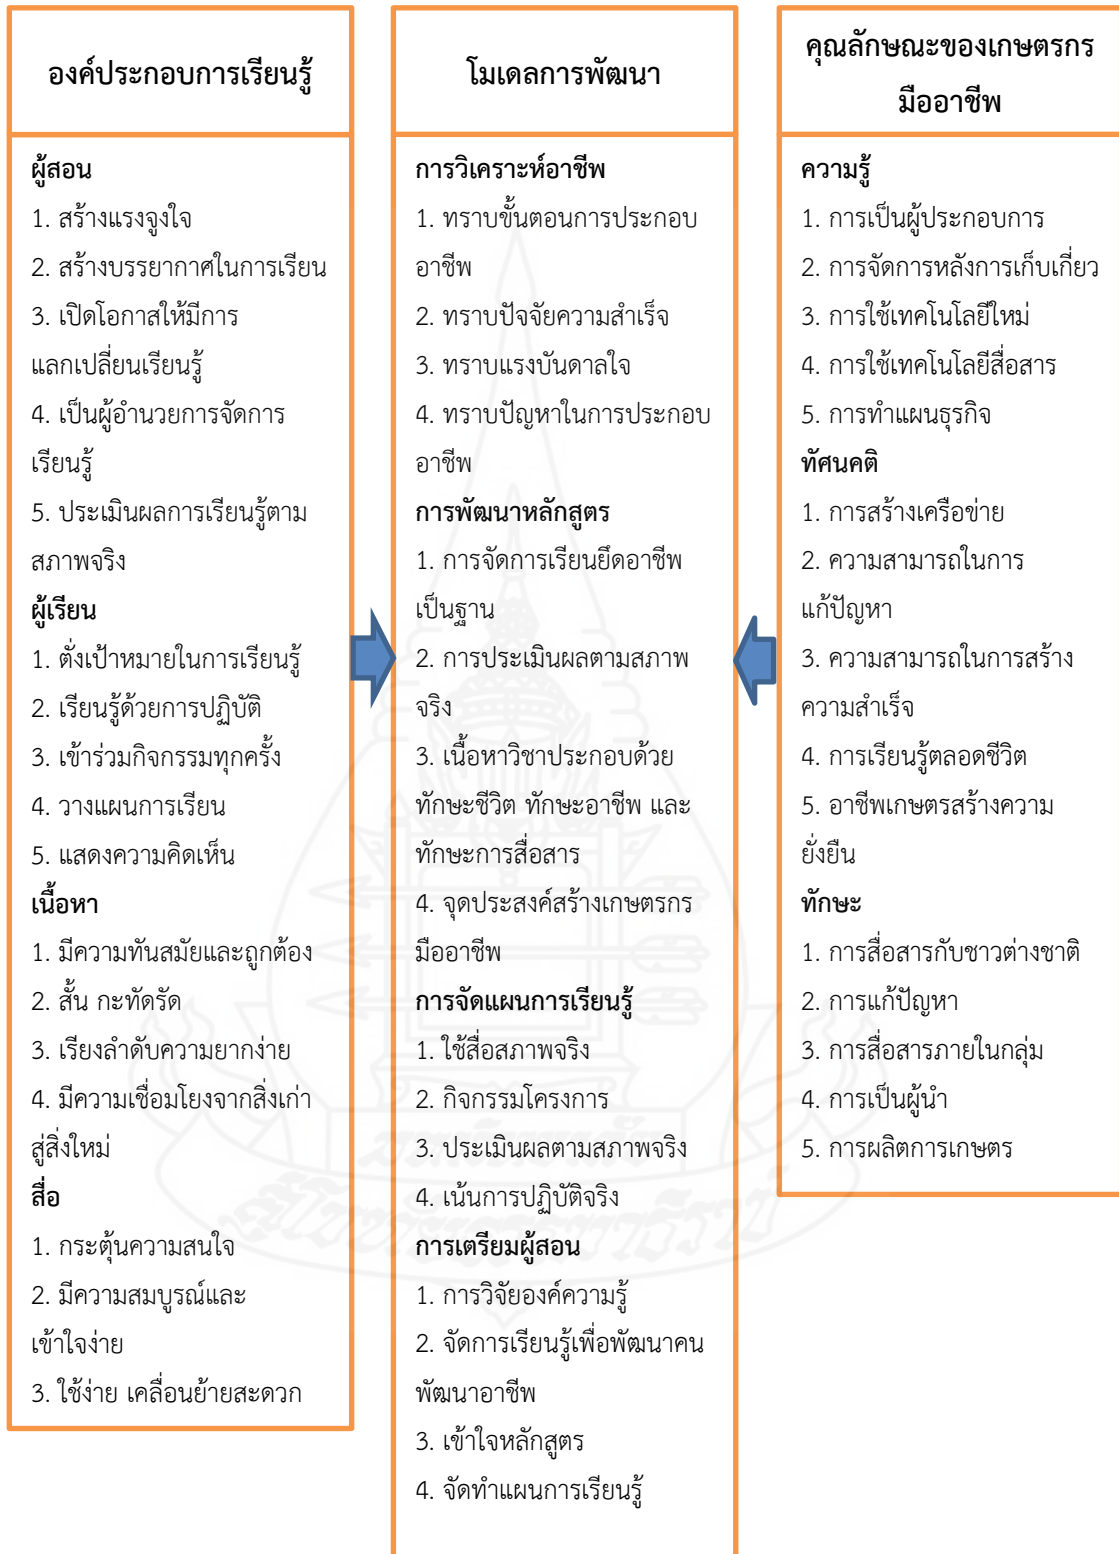 องค์ประกอบการเรียนรู้
ผู้สอน
1. สร้างแรงจูงใจ
2. สร้างบรรยากาศในการเรียน
3. เปิดโอกาสให้มีการ
แลกเปลี่ยนเรียนรู้
4. เป็นผู้อำนวยการจัดการ
เรียนรู้
5. ประเมินผลการเรียนรู้ตาม
สภาพจริง
ผู้เรียน
1. ตั่งเป้าหมายในการเรียนรู้
2. เรียนรู้ด้วยการปฏิบัติ
3. เข้าร่วมกิจกรรมทุกครั้ง
4. วางแผนการเรียน
5. แสดงความคิดเห็น
เนื้อหา
1. มีความทันสมัยและถูกต้อง
2. สั้น กะทัดรัด
3. เรียงลำดับความยากง่าย
4. มีความเชื่อมโยงจากสิ่งเก่า
สู่สิ่งใหม่
สื่อ
1. กระตุ้นความสนใจ
2. มีความสมบูรณ์และ
เข้าใจง่าย
3. ใช้ง่าย เคลื่อนย้ายสะดวก
โมเดลการพัฒนา
การวิเคราะห์อาชีพ
1. ทราบขั้นตอนการประกอบ
อาชีพ
2. ทราบปัจจัยความสำเร็จ
3. ทราบแรงบันดาลใจ
4. ทราบปัญหาในการประกอบ
อาชีพ
การพัฒนาหลักสูตร
1. การจัดการเรียนยึดอาชีพ
เป็นฐาน
2. การประเมินผลตามสภาพ
จริง
3. เนื้อหาวิชาประกอบด้วย
ทักษะชีวิต ทักษะอาชีพ และ
ทักษะการสื่อสาร
4. จุดประสงค์สร้างเกษตรกร
มืออาชีพ
การจัดแผนการเรียนรู้
1. ใช้สื่อสภาพจริง
2. กิจกรรมโครงการ
3. ประเมินผลตามสภาพจริง
4. เน้นการปฏิบัติจริง
การเตรียมผู้สอน
1. การวิจัยองค์ความรู้
2. จัดการเรียนรู้เพื่อพัฒนาคน
พัฒนาอาชีพ
3. เข้าใจหลักสูตร
4. จัดทำแผนการเรียนรู้
คุณลักษณะของเกษตรกร
มืออาชีพ
ความรู้
1. การเป็นผู้ประกอบการ
2. การจัดการหลังการเก็บเกี่ยว
3. การใช้เทคโนโลยีใหม่
4. การใช้เทคโนโลยีสื่อสาร
5. การทำแผนธุรกิจ
ทัศนคติ
1. การสร้างเครือข่าย
2. ความสามารถในการ
แก้ปัญหา
3. ความสามารถในการสร้าง
ความสำเร็จ
4. การเรียนรู้ตลอดชีวิต
5. อาชีพเกษตรสร้างความ
ยั่งยืน
ทักษะ
1. การสื่อสารกับชาวต่างชาติ
2. การแก้ปัญหา
3. การสื่อสารภายในกลุ่ม
4. การเป็นผู้นำ
5. การผลิตการเกษตร